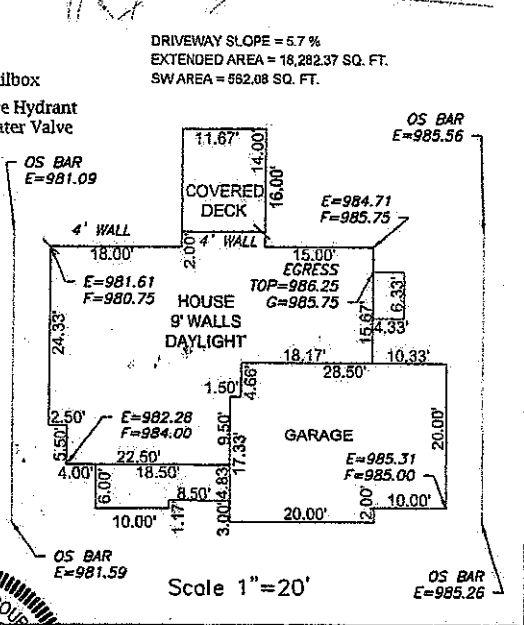 DRIVEWAY SLOPE = 5.7 %
EXTENDED AREA = 18,282.37 SQ. FT.
SW AREA = 562.08 SQ. FT.
ilbox
e Hydrant
ater Valve
OS BAR
E=985.56
OS BAR
E=981.09
11.67'
14.00'
16.00'
COVERED
DECK
E=984.71
F=985.75
4' WALL
4' WALL
18.00'
2.00'
15.00'
E=981.61
F=980.75
EGRESS
TOP=986.25
G=985.75
6.33'
4.33'
15.67'
HOUSE
9' WALLS
DAYLIGHT
24.33'
18.17'
10.33'
28.50'
4.66'
1.50'
2.50'
5.50'
E=982.28
F=984.00
9.50'
17.33'
GARAGE
20.00'
E=985.31
F=985.00
22.50'
4.00'
18.50'
6.00'
8.50'
4.83'
10.00'
1.17'
3.00'
20.00'
2.00'
10.00'
OS BAR
E=981.59
Scale 1"=20'
OS BAR
E=985.26